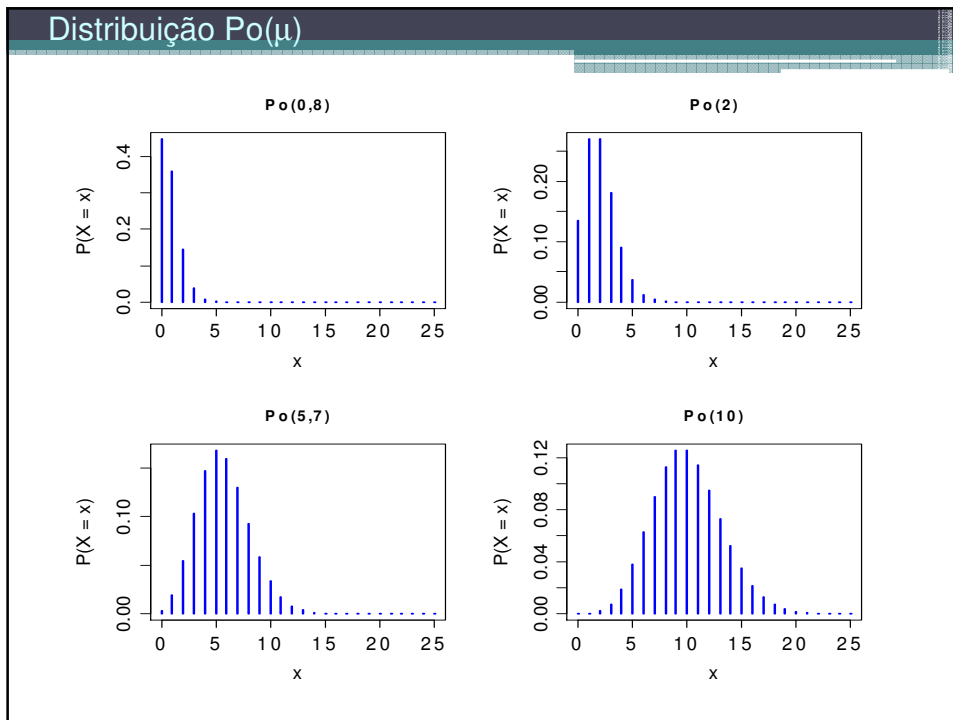 Distribuição Po(μ)
Po(0,8)
P(X = x)
0.0 0.2 0.4
0 5 10 15 20 25
x
Po(2)
P(X = x)
0.00 0.10 0.20
0 5 10 15 20 25
x
Po(5,7)
P(X = x)
0.00 0.10
0 5 10 15 20 25
x
Po(10)
P(X = x)
0.00 0.04 0.08 0.12
0 5 10 15 20 25
x